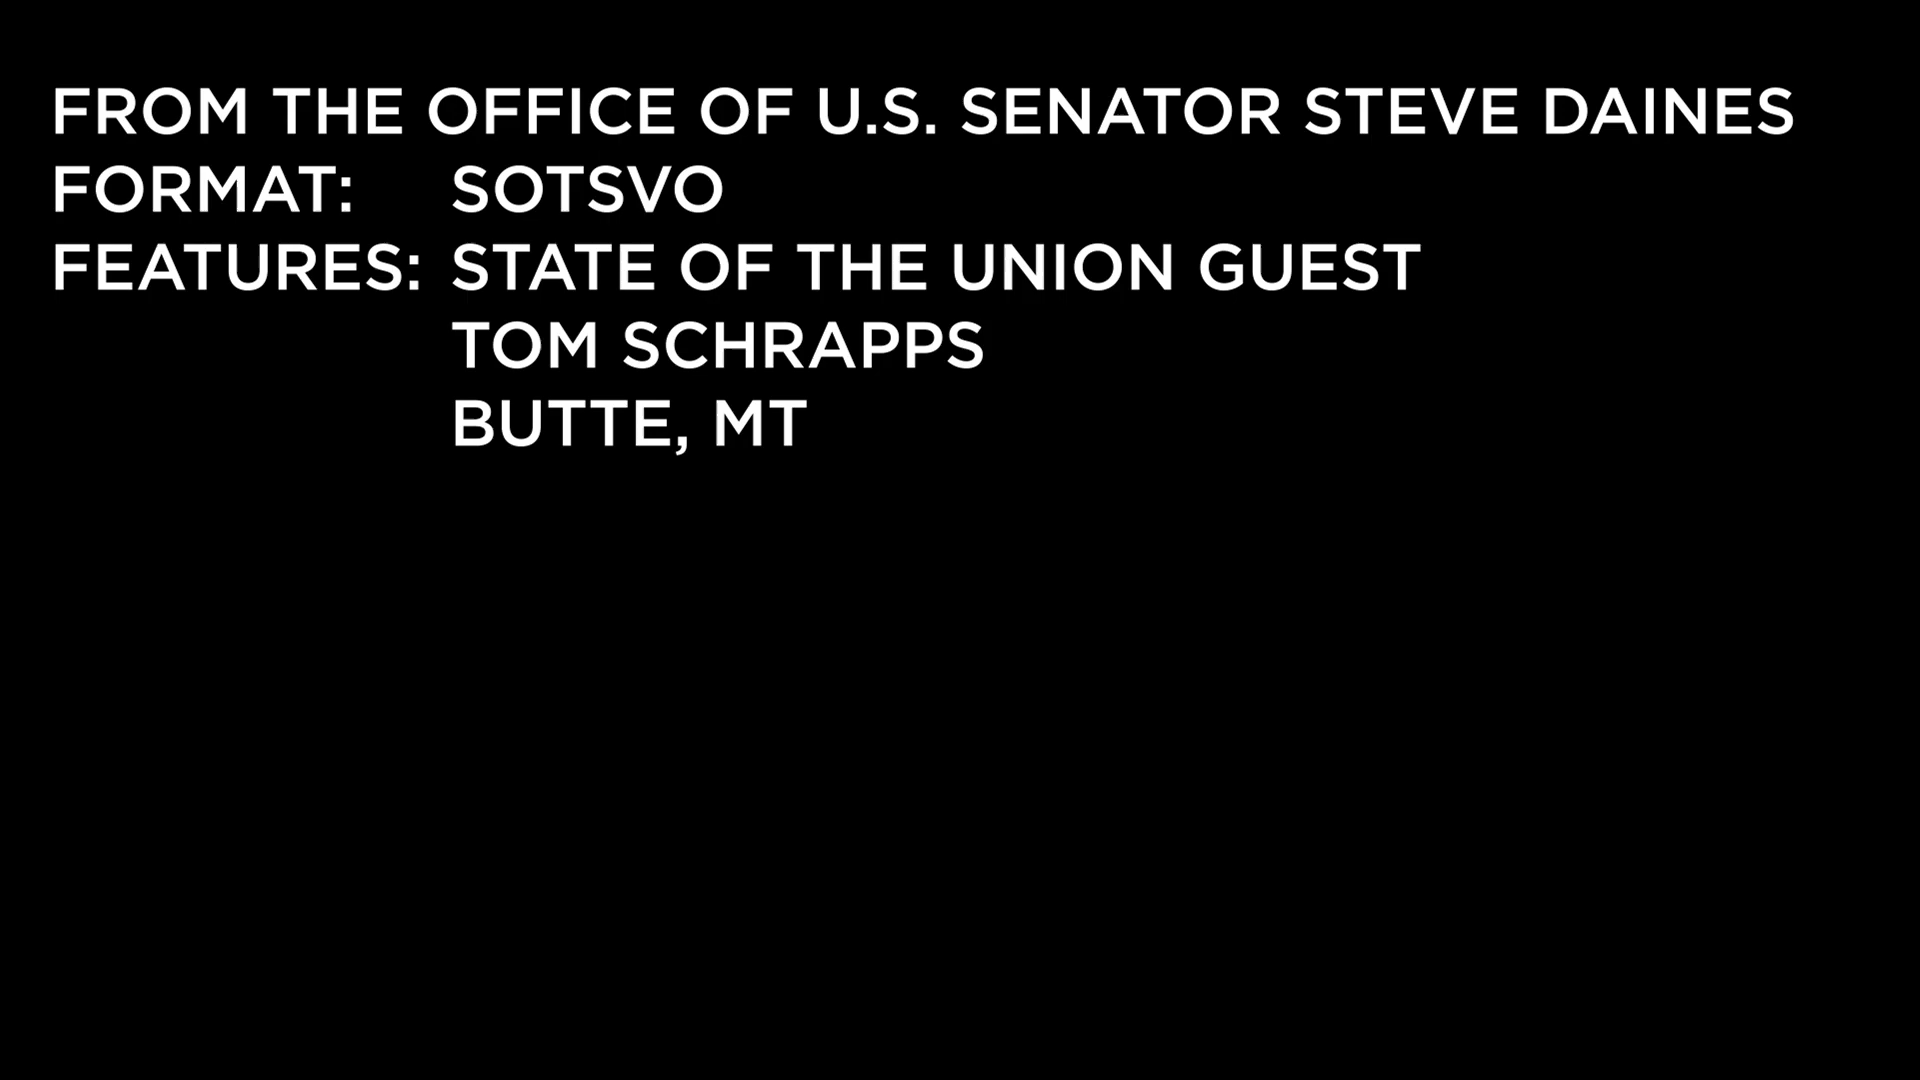 FROM THE OFFICE OF U.S. SENATOR STEVE DAINES
FORMAT: SOTSVO
FEATURES: STATE OF THE UNION GUEST
TOM SCHRAPPS
BUTTE, MT